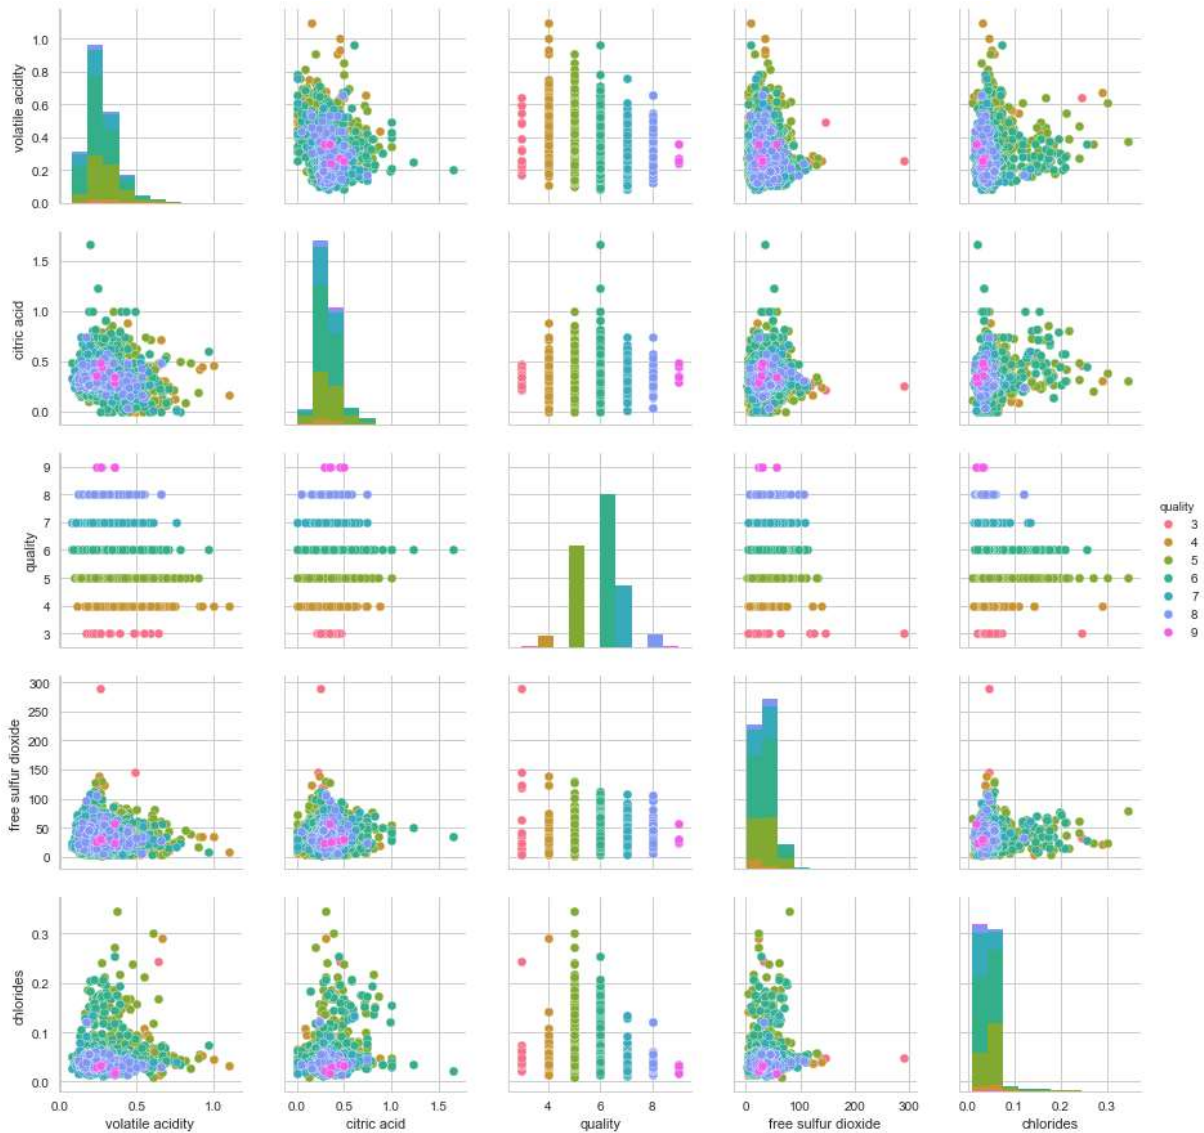 1.0
0.8
0.6
0.4
0.2
0.0
volatile acidity
1.5
1.0
0.5
0.0
citric acid
9
8
7
6
5
4
3
quality
quality
3
4
5
6
7
8
9
300
250
200
150
100
50
0
free sulfur dioxide
0.3
0.2
0.1
0.0
chlorides
0.0 0.5 1.0
0.0 0.5 1.0 1.5
4 6 8
0 100 200 300
0.0 0.1 0.2 0.3
volatile acidity
citric acid
quality
free sulfur dioxide
chlorides